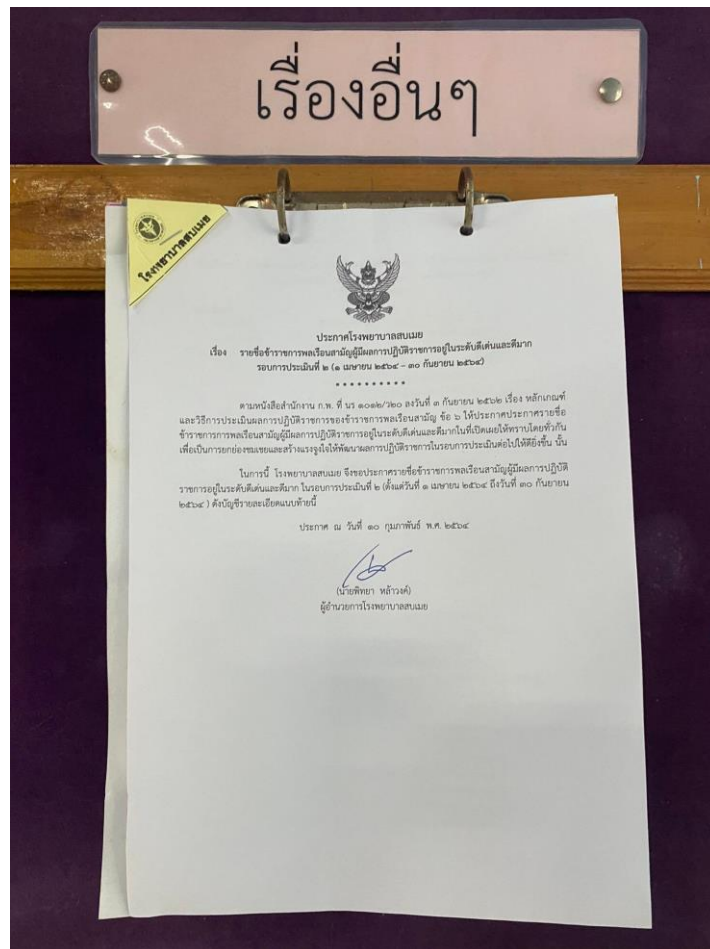 เรื่องอื่นๆ
โรงพยาบาลสบเมย
ประกาศโรงพยาบาลสบเมย
เรื่อง รายชื่อข้าราชการพลเรือนสามัญผู้มีผลการปฏิบัติราชการอยู่ในระดับดีเด่นและดีมาก
รอบการประเมินที่ ๒ (๑ เมษายน ๒๕๖๔ – ๓๐ กันยายน ๒๕๖๔)
**********
ตามหนังสือสำนักงาน ก.พ. ที่ นร ๑๐๑๒/ว๒๐ ลงวันที่ ๓ กันยายน ๒๕๖๒ เรื่อง หลักเกณฑ์
และวิธีการประเมินผลการปฏิบัติราชการของข้าราชการพลเรือนสามัญ ข้อ ๖ ให้ประกาศประกาศรายชื่อ
ข้าราชการการพลเรือนสามัญผู้มีผลการปฏิบัติราชการอยู่ในระดับดีเด่นและดีมากในที่เปิดเผยให้ทราบโดยทั่วกัน
เพื่อเป็นการยกย่องชมเชยและสร้างแรงจูงใจให้พัฒนาผลการปฏิบัติราชการในรอบการประเมินต่อไปให้ดียิ่งขึ้น นั้น
ในการนี้ โรงพยาบาลสบเมย จึงขอประกาศรายชื่อข้าราชการพลเรือนสามัญผู้มีผลการปฏิบัติ
ราชการอยู่ในระดับดีเด่นและดีมาก ในรอบการประเมินที่ ๒ (ตั้งแต่วันที่ ๑ เมษายน ๒๕๖๔ ถึงวันที่ ๓๐ กันยายน
๒๕๖๔ ) ดังบัญชีรายละเอียดแนบท้ายนี้
ประกาศ ณ วันที่ ๑๐ กุมภาพันธ์ พ.ศ. ๒๕๖๔
(นายพิทยา หล้าวงค์)
ผู้อำนวยการโรงพยาบาลสบเมย